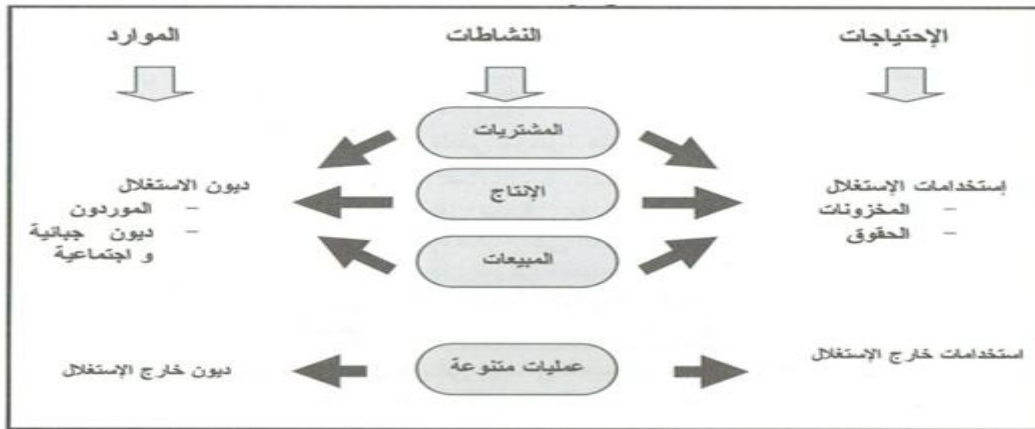 الإحتياجات
النشاطات
الموارد
المشتريات
الإنتاج
المبيعات
إستخدامات الإستغلال
– المخزونات
– الحقوق
ديون الاستغلال
– الموردون
– ديون جبائية
و اجتماعية
عمليات متنوعة
استخدامات خارج الإستغلال
ديون خارج الإستغلال